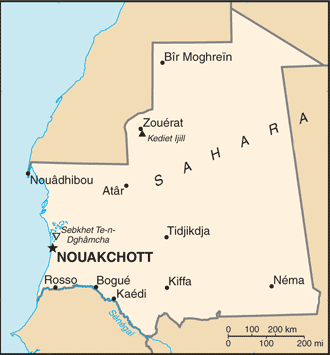 Bîr Moghreïn
Zouérat
Kediet Ijill
SAHARA
Nouâdhibou
Atâr
Sebkhet Te-n-
Dghâmcha
Tidjikdja
NOUAKCHOTT
Rosso
Bogué
Kaédi
Kiffa
Néma
Sénégal
0 100 200 km
0 100 200 mi